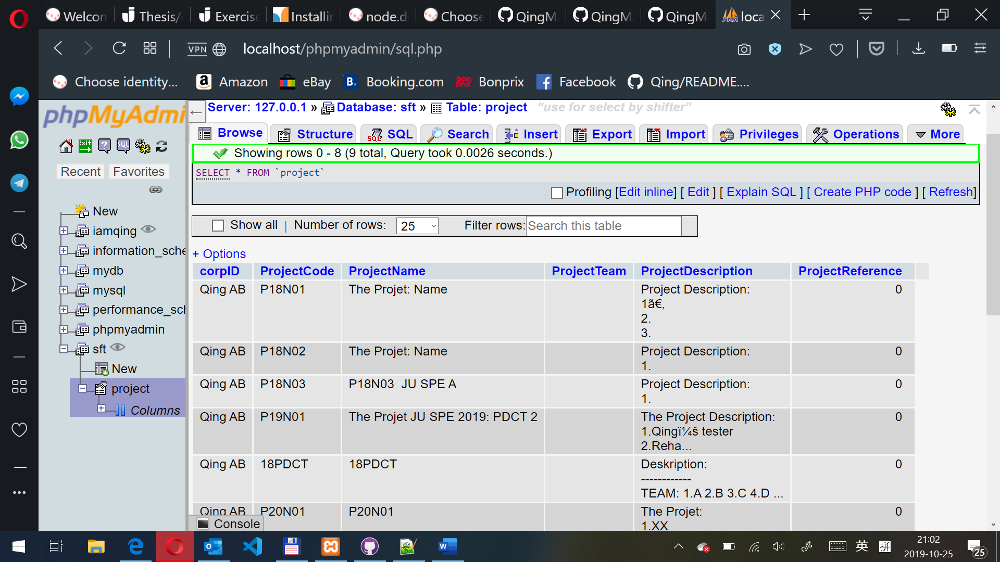 Welcon
Thesis/
Exercise
Installin
node.d
Choose
QingM
QingM
QingM
loca
VPN
localhost/phpmyadmin/sql.php
Choose identity...
Amazon
eBay
B.
Booking.com
bon prix
Bonprix
Facebook
Qing/README....
phpMyAdmi
Recent
Favorites
New
iamqing
information_sche
mydb
mysql
performance_sch
phpmyadmin
sft
New
project
Columns
Server: 127.0.0.1 » Database: sft » Table: project “use for select by shifter”
Browse
Structure
SQL
Search
Insert
Export
Import
Privileges
Operations
More
Showing rows 0 - 8 (9 total, Query took 0.0026 seconds.)
SELECT * FROM `project`
Profiling [Edit inline] [ Edit ] [ Explain SQL ] [ Create PHP code ] [ Refresh]
Show all | Number of rows: 25 Filter rows: Search this table
+ Options
corpID ProjectCode ProjectName ProjectTeam ProjectDescription ProjectReference
Qing AB P18N01 The Projet: Name Project Description: 0
1ã€‚
2.
3.
Qing AB P18N02 The Projet: Name Project Description: 0
1.
Qing AB P18N03 P18N03 JU SPE A Project Description: 0
1.
Qing AB P19N01 The Projet JU SPE 2019: PDCT 2 The Project Description: 0
1.Qingï¼š tester
2.Reha...
Qing AB 18PDCT 18PDCT Deskription: 0
------------
TEAM: 1.A 2.B 3.C 4.D ...
Qing AB P20N01 P20N01 The Projet: 0
1.XX
Console
英
拼
21:02
2019-10-25
25